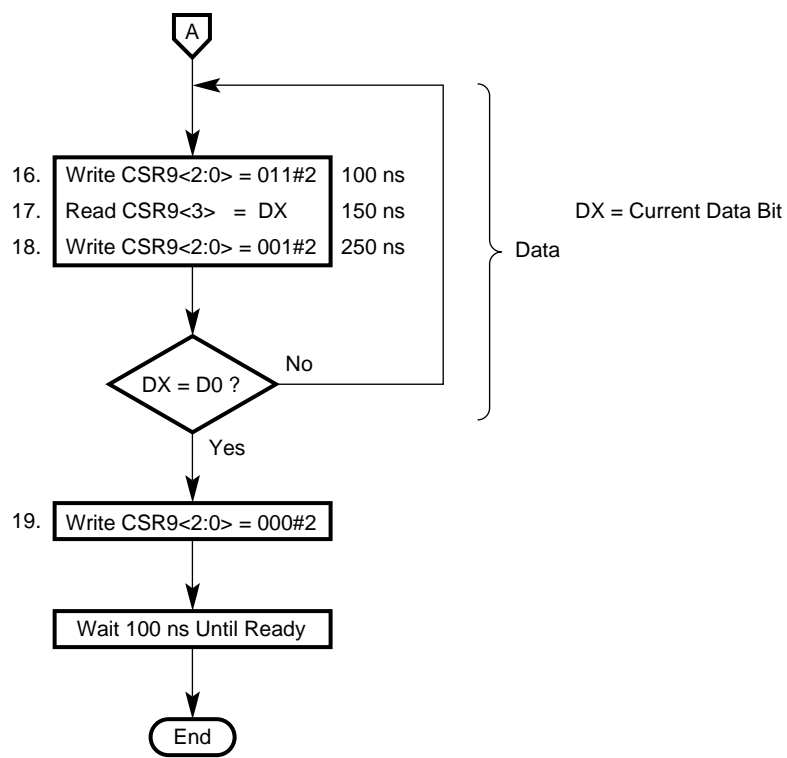 A
16. Write CSR9<2:0> = 011#2 100 ns
17. Read CSR9<3> = DX 150 ns DX = Current Data Bit
18. Write CSR9<2:0> = 001#2 250 ns Data
No
DX = D0 ?
Yes
19. Write CSR9<2:0> = 000#2
Wait 100 ns Until Ready
End